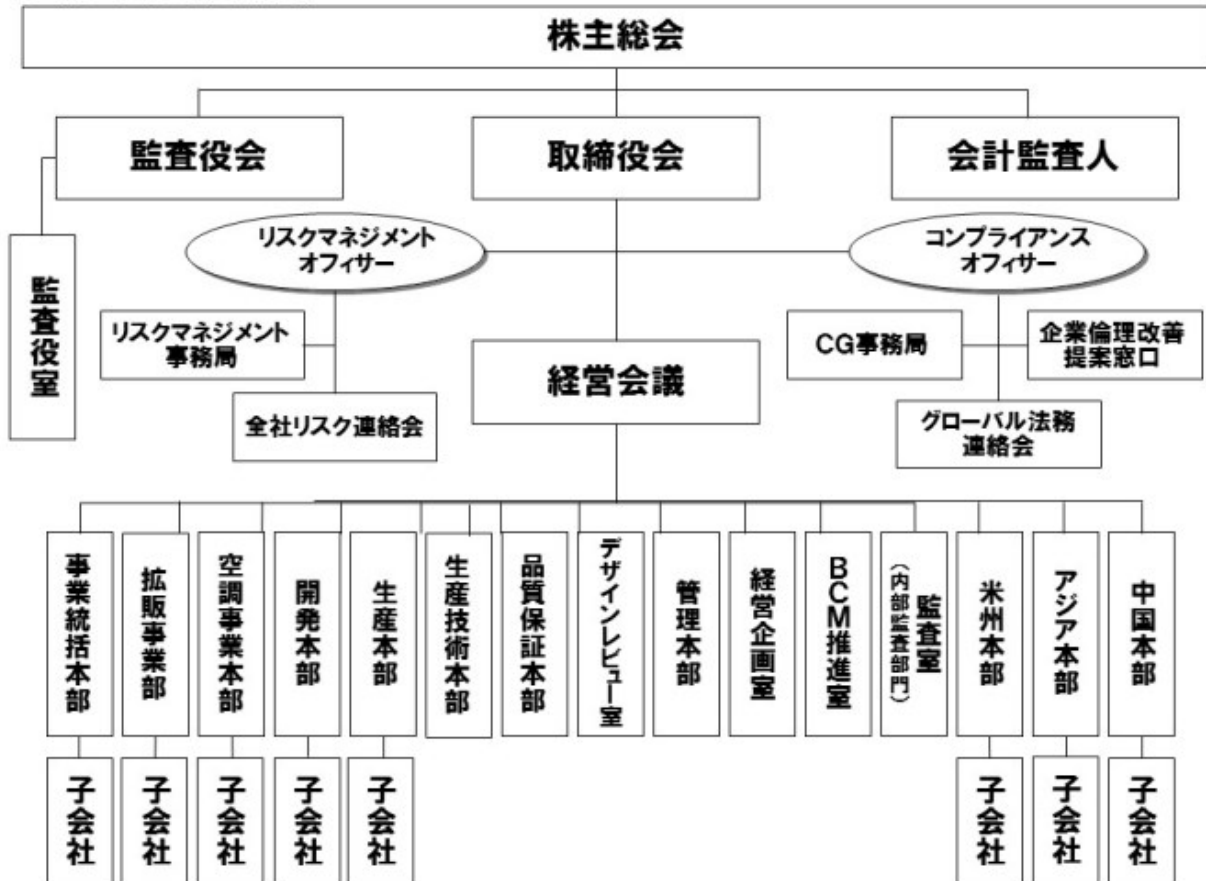 株主総会
監査役会
取締役会
会計監査人
リスクマネジメント
オフィサー
コンプライアンス
オフィサー
監査役室
リスクマネジメント
事務局
全社リスク連絡会
経営会議
CG事務局
企業倫理改善
提案窓口
グローバル法務
連絡会
事業統括本部
拡販事業部
空調事業本部
開発本部
生産本部
生産技術本部
品質保証本部
デザインレビュー室
管理本部
経営企画室
BCM推進室
監査室
(内部監査部門)
米州本部
アジア本部
中国本部
子会社
子会社
子会社
子会社
子会社
子会社
子会社
子会社